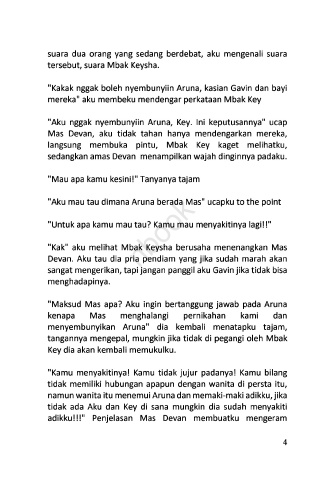 suara dua orang yang sedang berdebat, aku mengenali suara
tersebut, suara Mbak Keysha.
"Kakak nggak boleh nyembunyiin Aruna, kasian Gavin dan bayi
mereka" aku membeku mendengar perkataan Mbak Key
"Aku nggak nyembunyiin Aruna, Key. Ini keputusannya" ucap
Mas Devan, aku tidak tahan hanya mendengarkan mereka,
langsung membuka pintu, Mbak Key kaget melihatku,
sedangkan amas Devan menampilkan wajah dinginnya padaku.
"Mau apa kamu kesini!" Tanyanya tajam
"Aku mau tau dimana Aruna berada Mas" ucapku to the point
"Untuk apa kamu mau tau? Kamu mau menyakitinya lagi!!"
"Kak" aku melihat Mbak Keysha berusaha menenangkan Mas
Devan. Aku tau dia pria pendiam yang jika sudah marah akan
sangat mengerikan, tapi jangan panggil aku Gavin jika tidak bisa
menghadapinya.
"Maksud Mas apa? Aku ingin bertanggung jawab pada Aruna
kenapa Mas menghalangi pernikahan kami dan
menyembunyikan Aruna" dia kembali menatapku tajam,
tangannya mengepal, mungkin jika tidak di pegangi oleh Mbak
Key dia akan kembali memukulku.
"Kamu menyakitinya! Kamu tidak jujur padanya! Kamu bilang
tidak memiliki hubungan apapun dengan wanita di persta itu,
namun wanita itu menemui Aruna dan memaki-maki adikku, jika
tidak ada Aku dan Key di sana mungkin dia sudah menyakiti
adikku!!!" Penjelasan Mas Devan membuatku mengeram
4